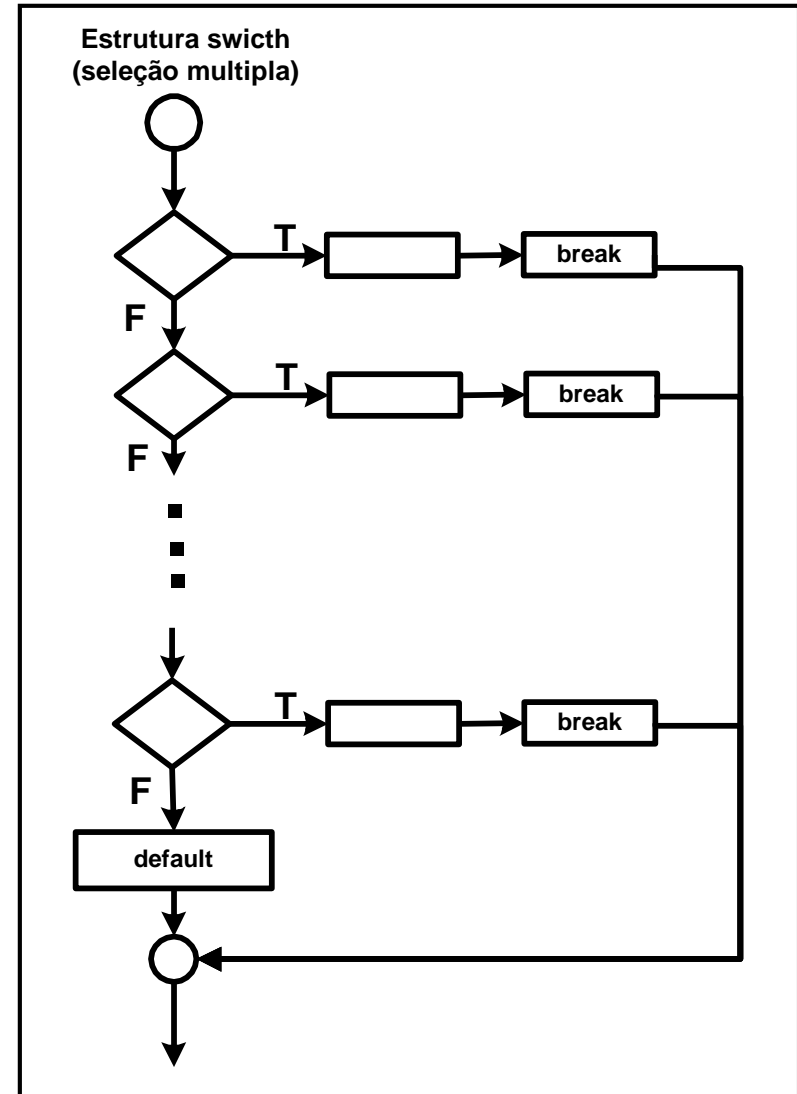 Estrutura swicth
(seleção multipla)
T
break
F
T
break
F
T
break
F
default